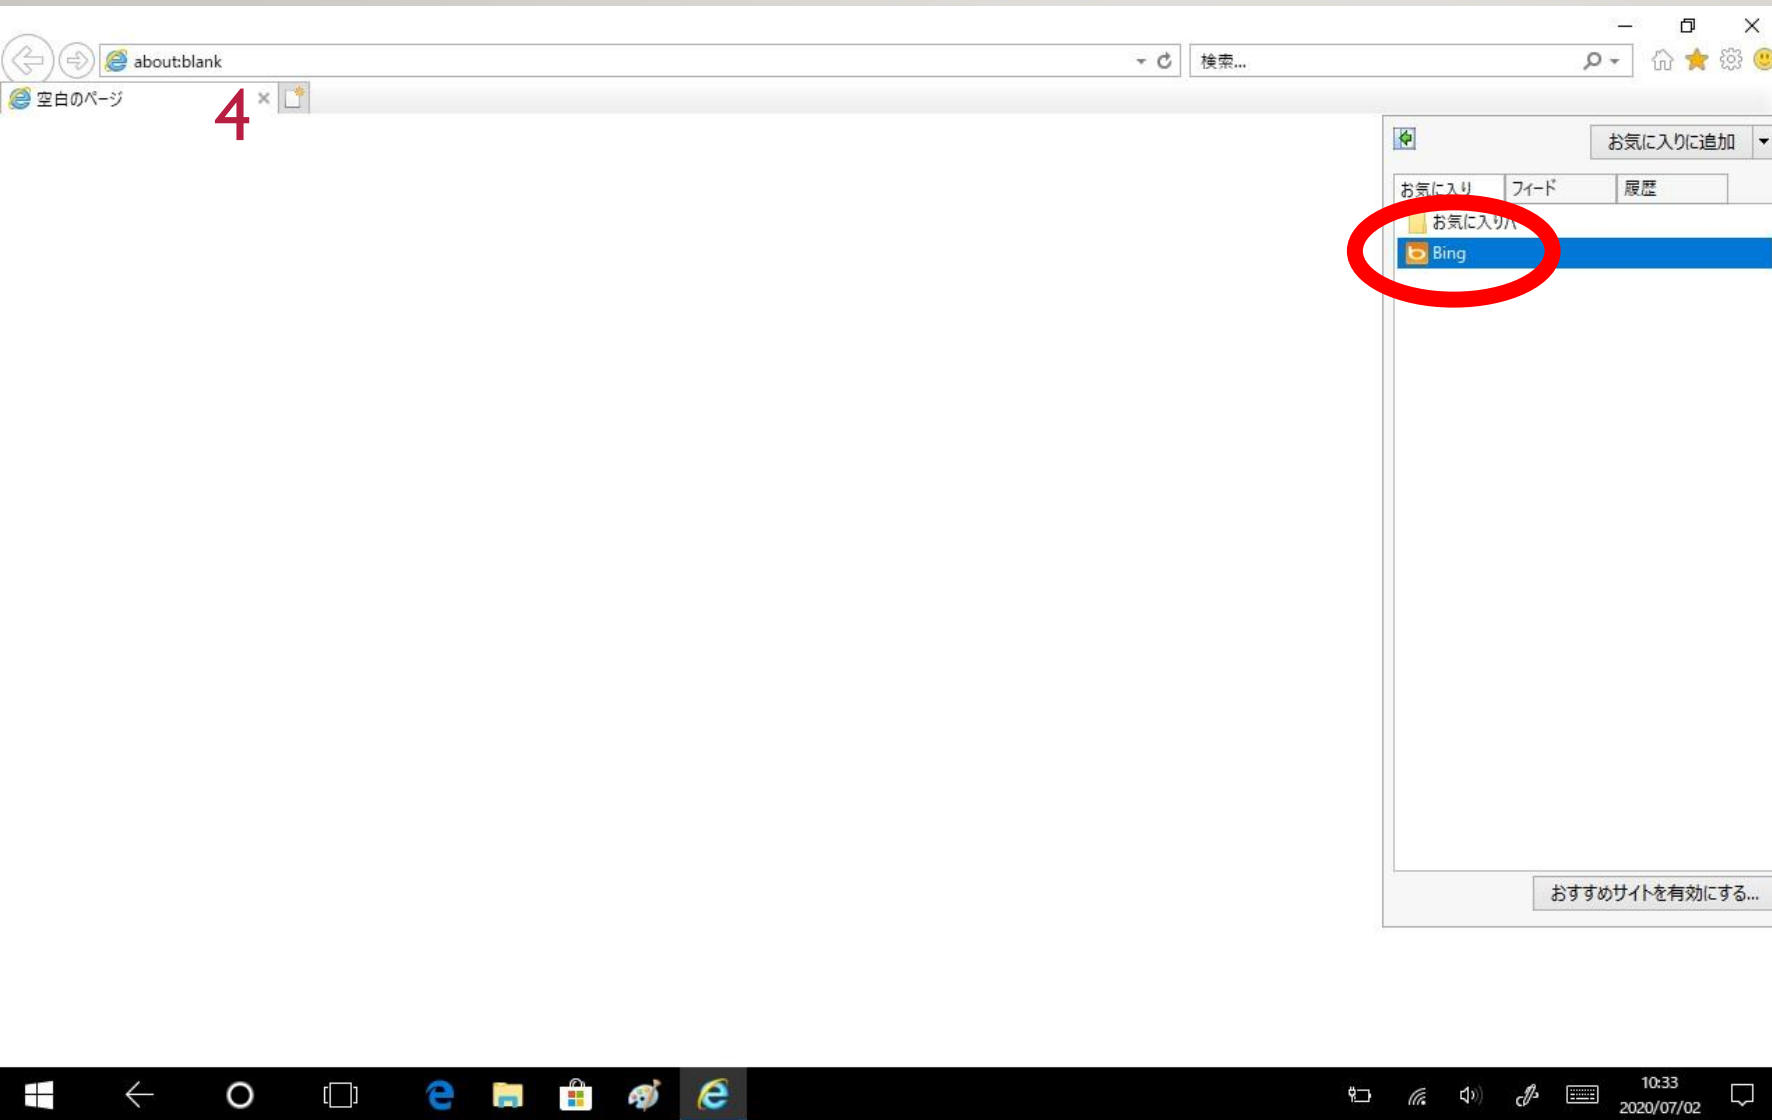 about:blank
検索...
空白のページ
4
お気に入りに追加
お気に入り
フィード
履歴
お気に入りバ
Bing
おすすめサイトを有効にする...
10:33
2020/07/02